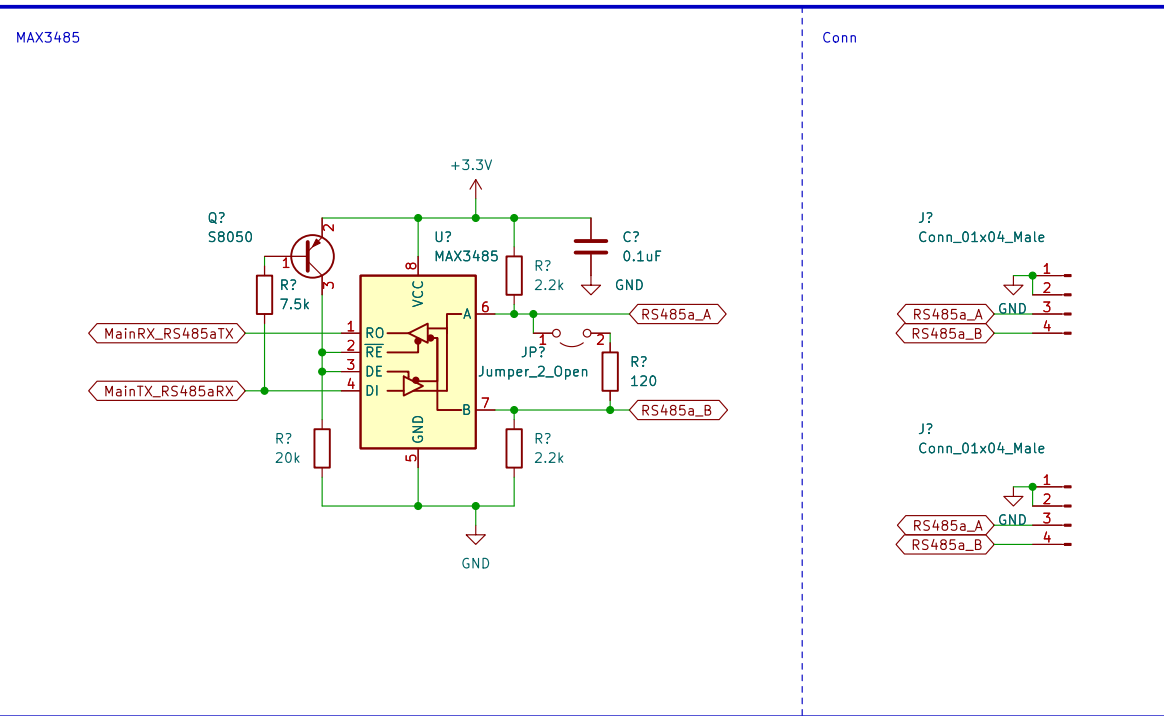 MAX3485
Conn
+3.3V
Q?
S8050
2
1
3
R?
7.5k
U?
MAX3485
8
VCC
R?
2.2k
C?
0.1uF
GND
MainRX_RS485aTX
MainTX_RS485aRX
1
RO
2
RE
3
DE
4
DI
A
6
B
7
GND
5
RS485a_A
1
2
JP?
Jumper_2_Open
R?
120
RS485a_B
R?
20k
R?
2.2k
GND
J?
Conn_01x04_Male
1
2
GND
3
4
RS485a_A
RS485a_B
J?
Conn_01x04_Male
1
2
GND
3
4
RS485a_A
RS485a_B